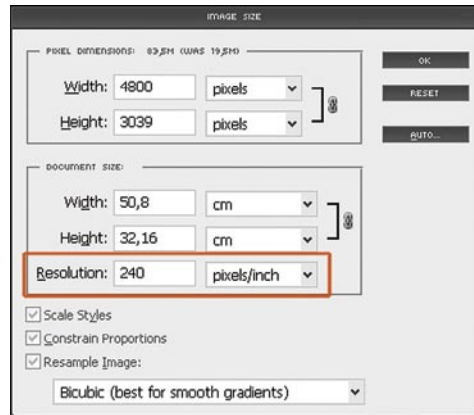 IMAGE SIZE
PIXEL DIMENSIONS: 83,5M (WAS 19,5M)
OK
Width: 4800 pixels
RESET
Height: 3039 pixels
AUTO...
DOCUMENT SIZE:
Width: 50,8 cm
Height: 32,16 cm
Resolution: 240 pixels/inch
Scale Styles
Constrain Proportions
Resample Image:
Bicubic (best for smooth gradients)